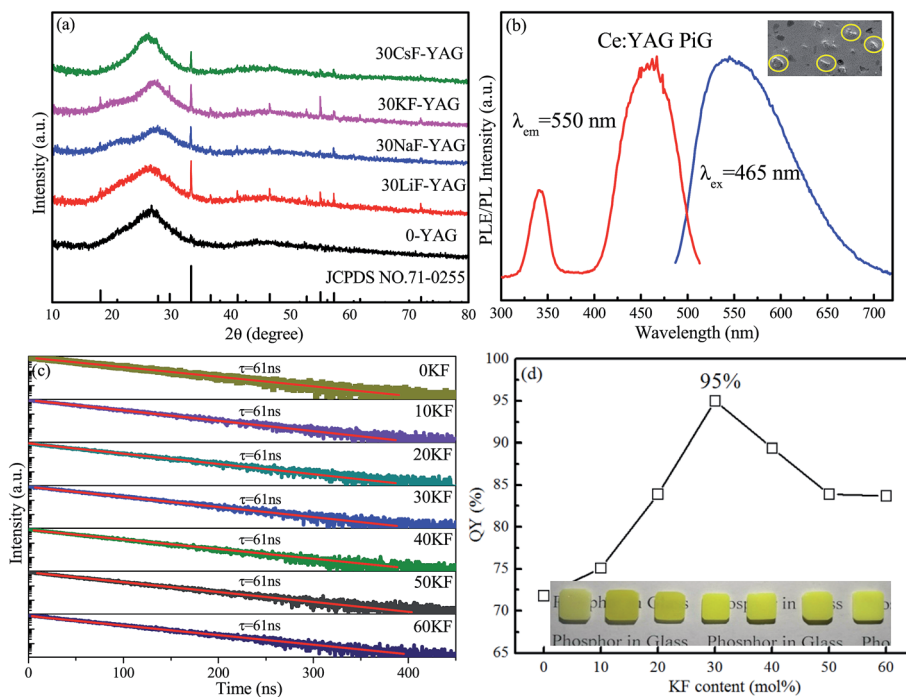 (a)
30CsF-YAG
30KF-YAG
30NaF-YAG
30LiF-YAG
0-YAG
JCPDS NO.71-0255
Intensity (a.u.)
10 20 30 40 50 60 70 80
2θ (degree)
(b)
Ce:YAG PiG
λem=550 nm
λex=465 nm
PLE/PL Intensity (a.u.)
300 350 400 450 500 550 600 650 700
Wavelength (nm)
(c)
τ=61ns 0KF
τ=61ns 10KF
τ=61ns 20KF
τ=61ns 30KF
τ=61ns 40KF
τ=61ns 50KF
τ=61ns 60KF
Intensity (a.u.)
0 100 200 300 400
Time (ns)
(d)
95%
100
95
90
85
80
75
70
65
QY (%)
in Glass
in Glass
Phosphor in Glass Phosphor in Glass Pho
0 10 20 30 40 50 60
KF content (mol%)